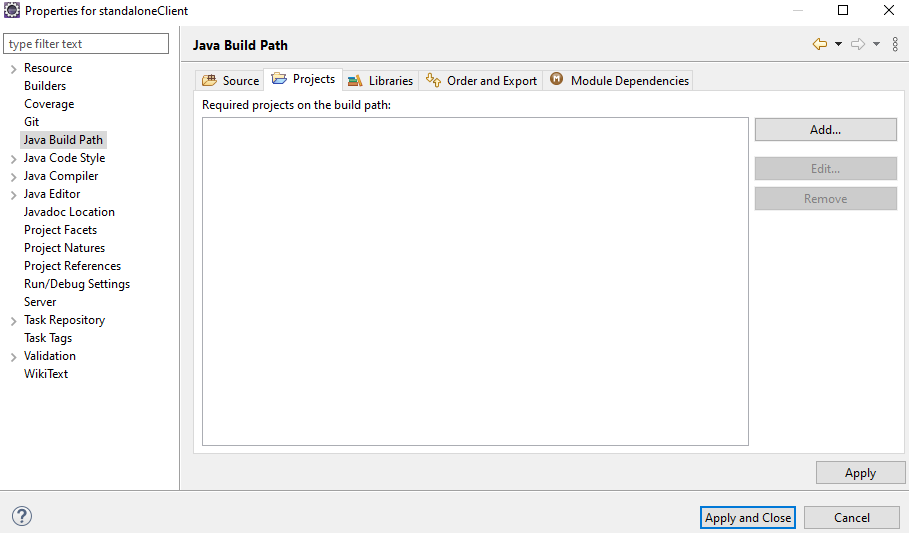 Properties for standaloneClient
type filter text
Resource
Builders
Coverage
Git
Java Build Path
Java Code Style
Java Compiler
Java Editor
Javadoc Location
Project Facets
Project Natures
Project References
Run/Debug Settings
Server
Task Repository
Task Tags
Validation
WikiText
Java Build Path
Source Projects Libraries Order and Export M Module Dependencies
Required projects on the build path:
Add...
Edit...
Remove
Apply
? Apply and Close Cancel